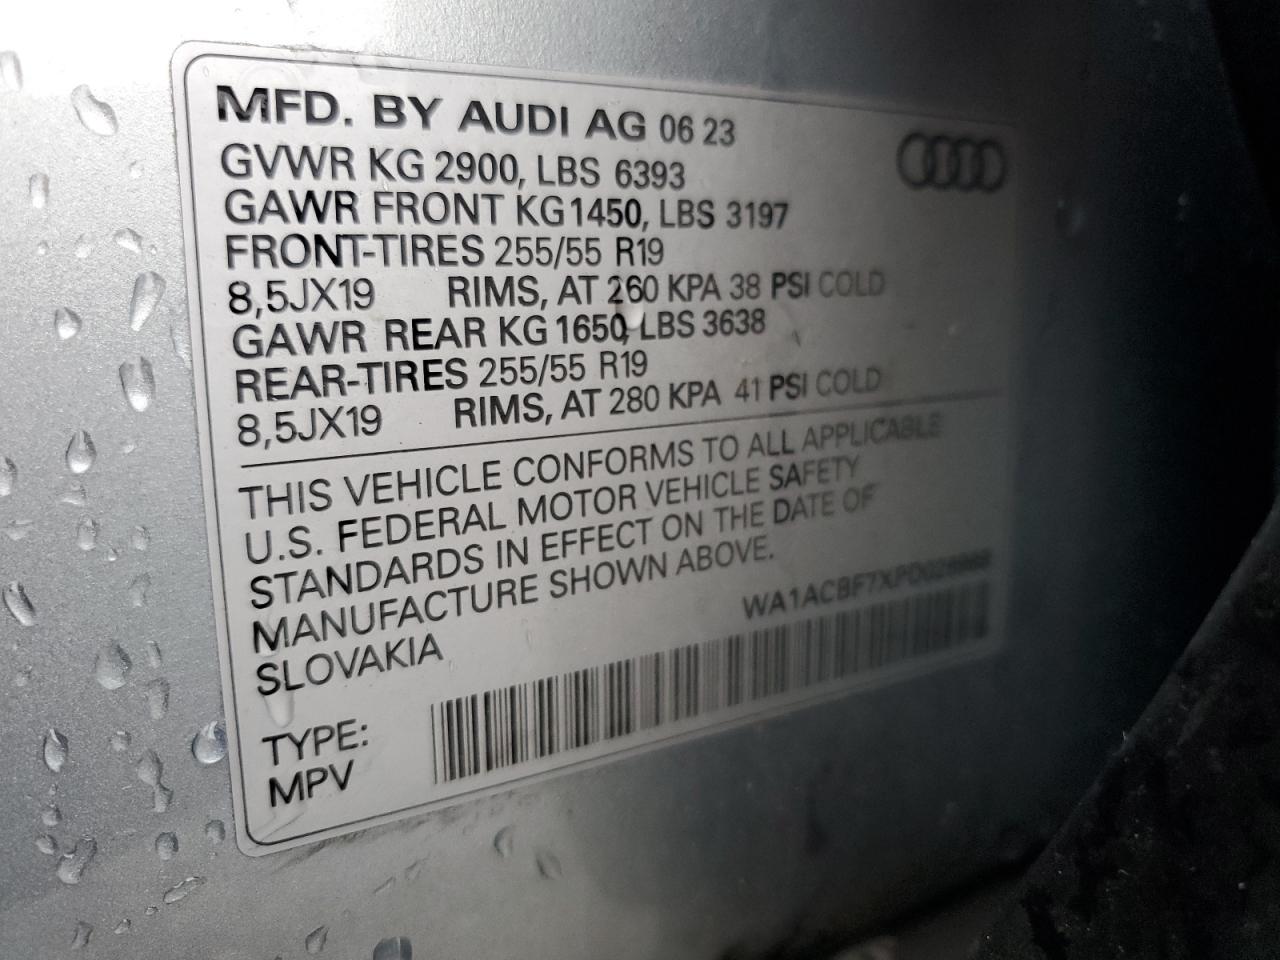 MFD. BY AUDI AG 06 23
GVWR KG 2900, LBS 6393
GAWR FRONT KG 1450, LBS 3197
FRONT-TIRES 255/55 R19
8,5JX19 RIMS, AT 260 KPA 38 PSI COLD
GAWR REAR KG 1650, LBS 3638
REAR-TIRES 255/55 R19
8,5JX19 RIMS, AT 280 KPA 41 PSI COLD
THIS VEHICLE CONFORMS TO ALL APPLICABLE
U.S. FEDERAL MOTOR VEHICLE SAFETY
STANDARDS IN EFFECT ON THE DATE OF
MANUFACTURE SHOWN ABOVE.
SLOVAKIA
TYPE:
MPV